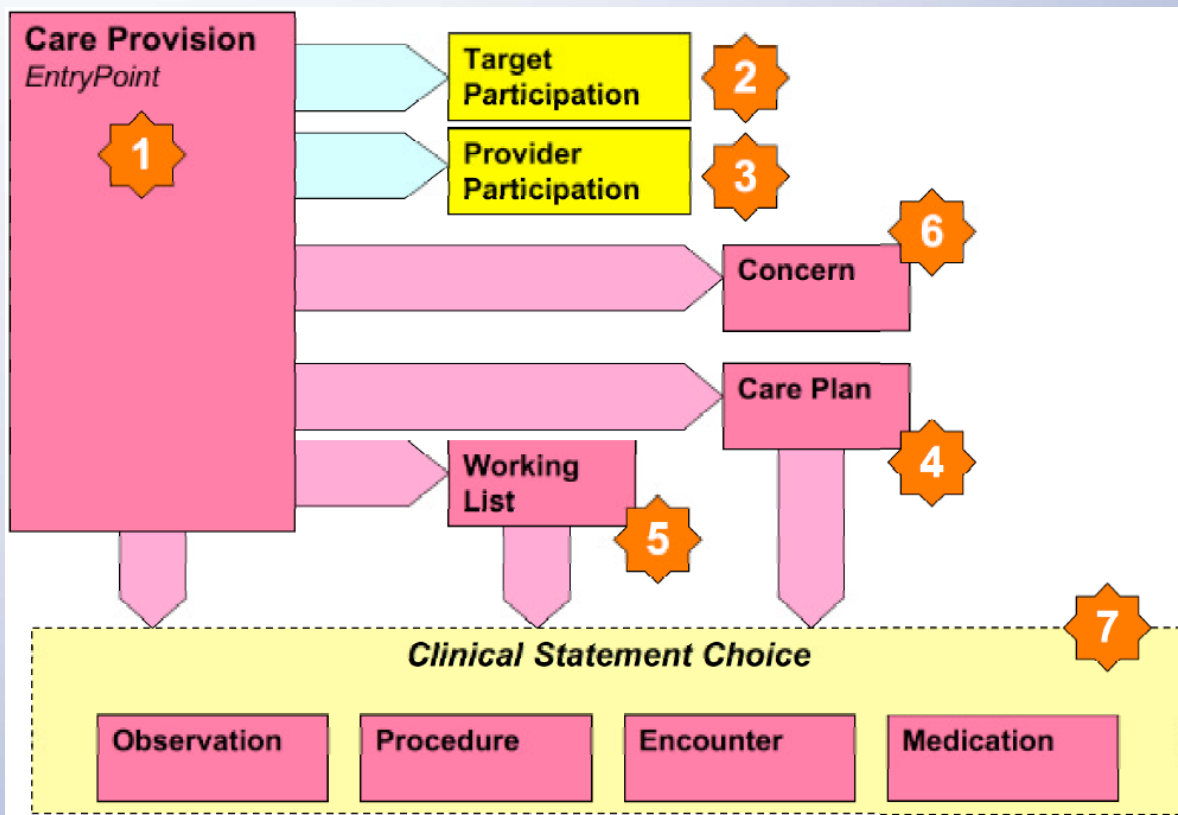 Care Provision
EntryPoint
1
Target
Participation
2
Provider
Participation
3
6
Concern
Care Plan
4
Working
List
5
7
Clinical Statement Choice
Observation
Procedure
Encounter
Medication